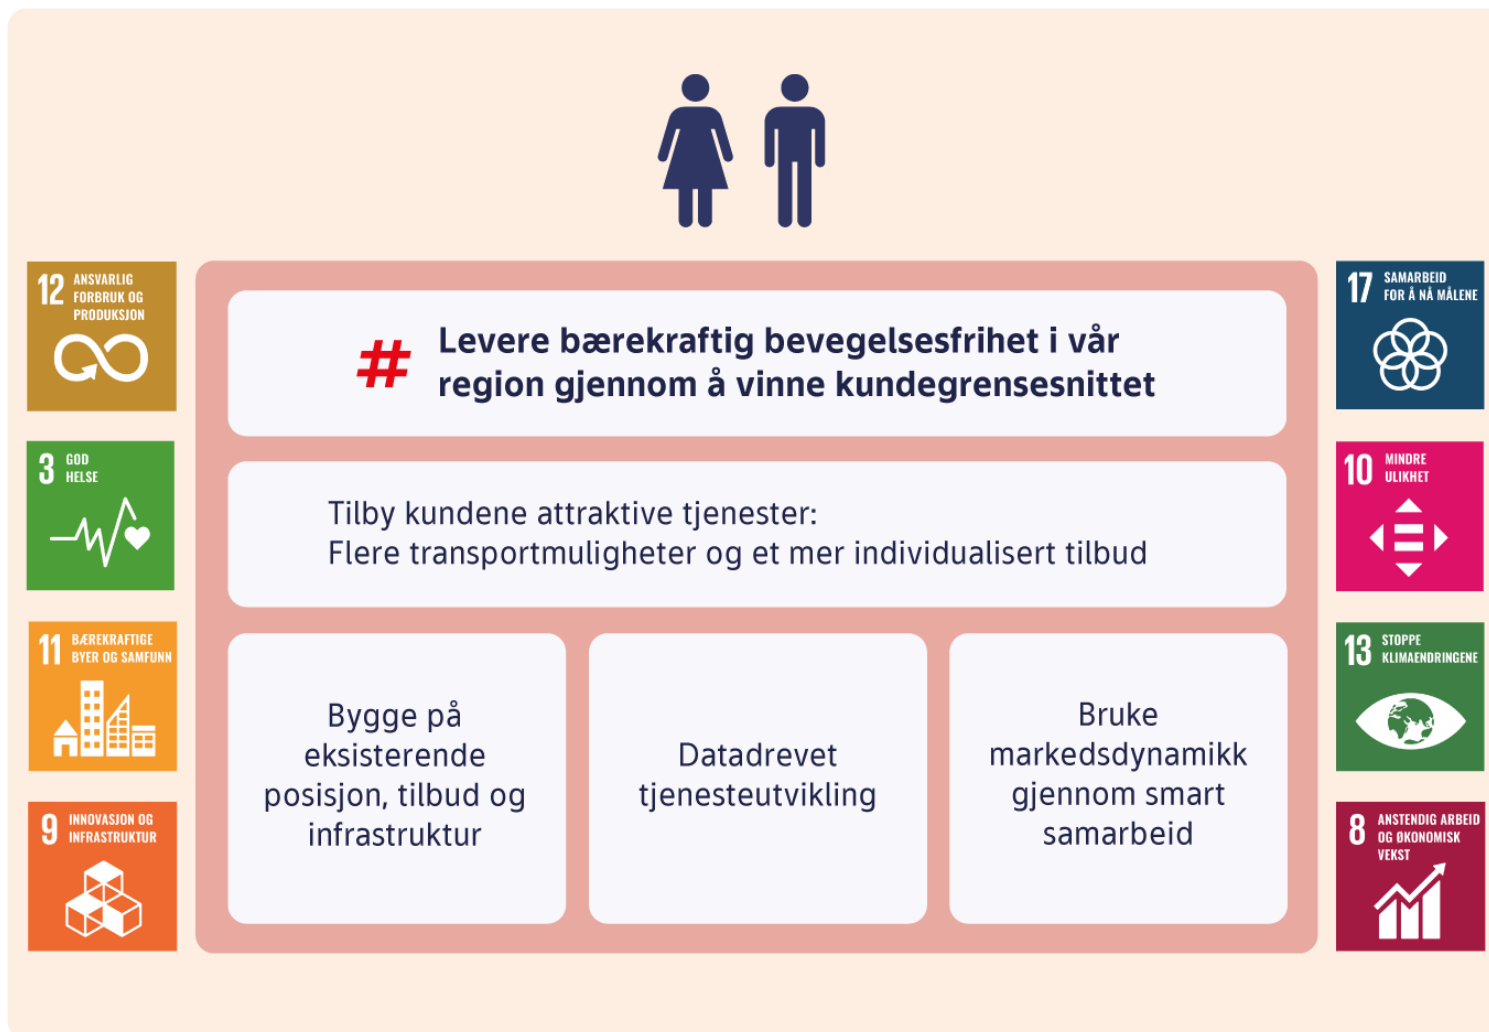 12 ANSVARLIG
FORBRUK OG
PRODUKSJON
3 GOD
HELSE
11 BÆREKRAFTIGE
BYER OG SAMFUNN
9 INNOVASJON OG
INFRASTRUKTUR
# Levere bærekraftig bevegelsesfrihet i vår
region gjennom å vinne kundegrensesnittet
Tilby kundene attraktive tjenester:
Flere transportmuligheter og et mer individualisert tilbud
Bygge på
eksisterende
posisjon, tilbud og
infrastruktur
Datadrevet
tjenesteutvikling
Bruke
markedsdynamikk
gjennom smart
samarbeid
17 SAMARBEID
FOR Å NÅ MÅLENE
10 MINDRE
ULIKHET
13 STOPPE
KLIMAENDRINGENE
8 ANSTENDIG ARBEID
OG ØKONOMISK
VEKST